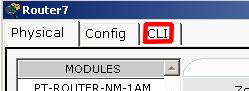 Router7
Physical Config CLI
MODULES
PT-ROUTER-NM-1AM